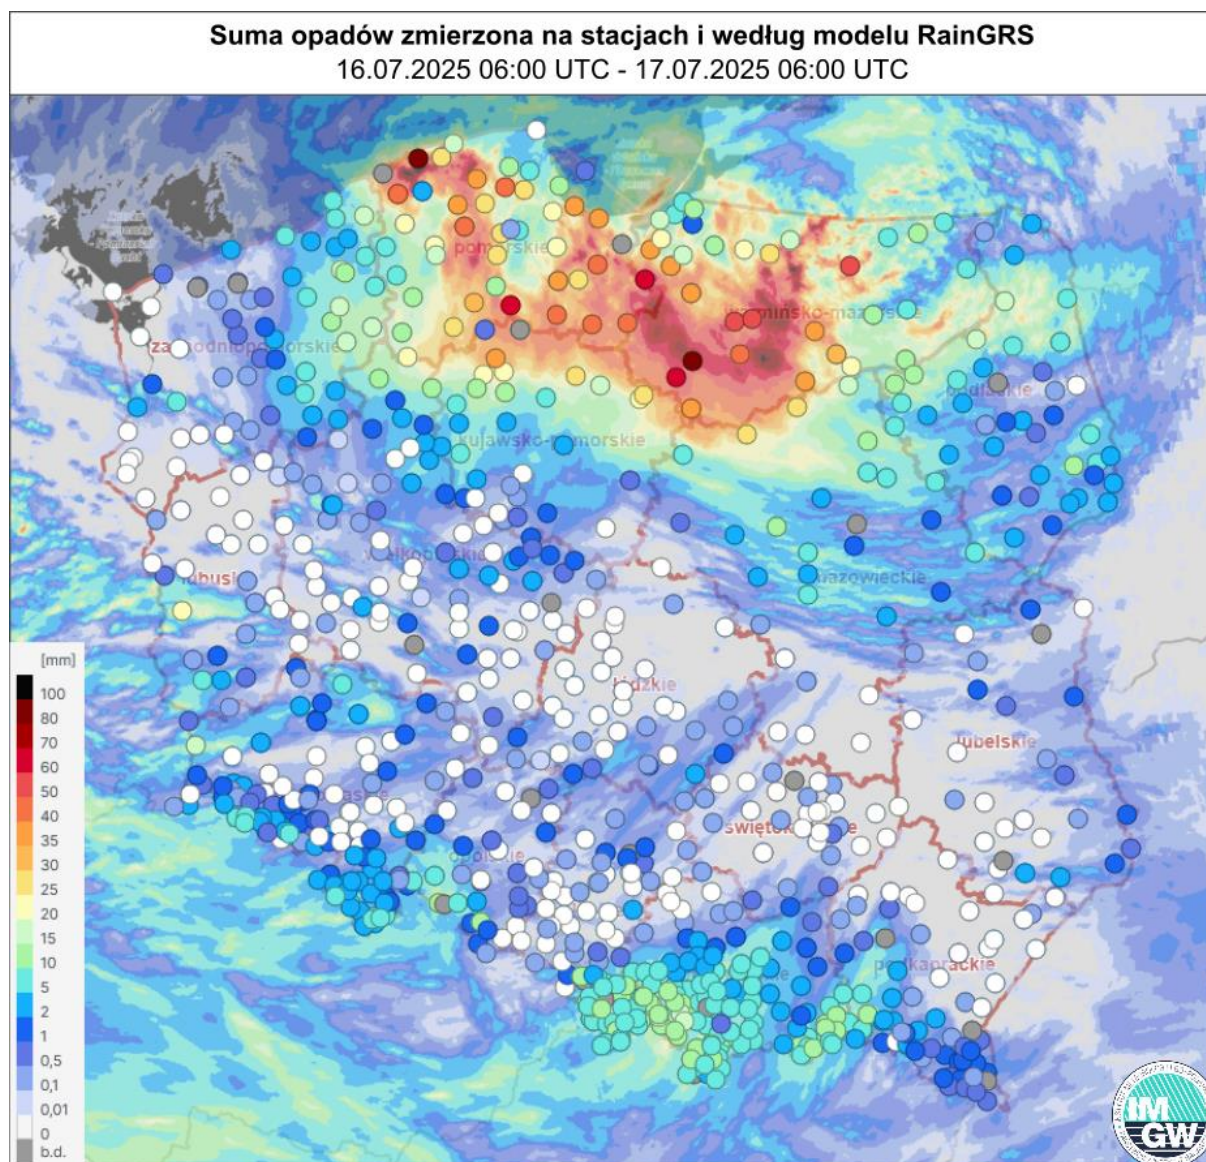 Suma opadów zmierzona na stacjach i według modelu RainGRS
16.07.2025 06:00 UTC - 17.07.2025 06:00 UTC
pomorskie
warmińsko-mazurskie
zachodniopomorskie
podlaskie
kujawsko-pomorskie
wielkopolskie
mazowieckie
lubuskie
łódzkie
lubelskie
świętokrzyskie
opolskie
podkarpackie
[mm]
100
80
70
60
50
40
35
30
25
20
15
10
5
2
1
0,5
0,1
0,01
0
b.d.
IM
GW